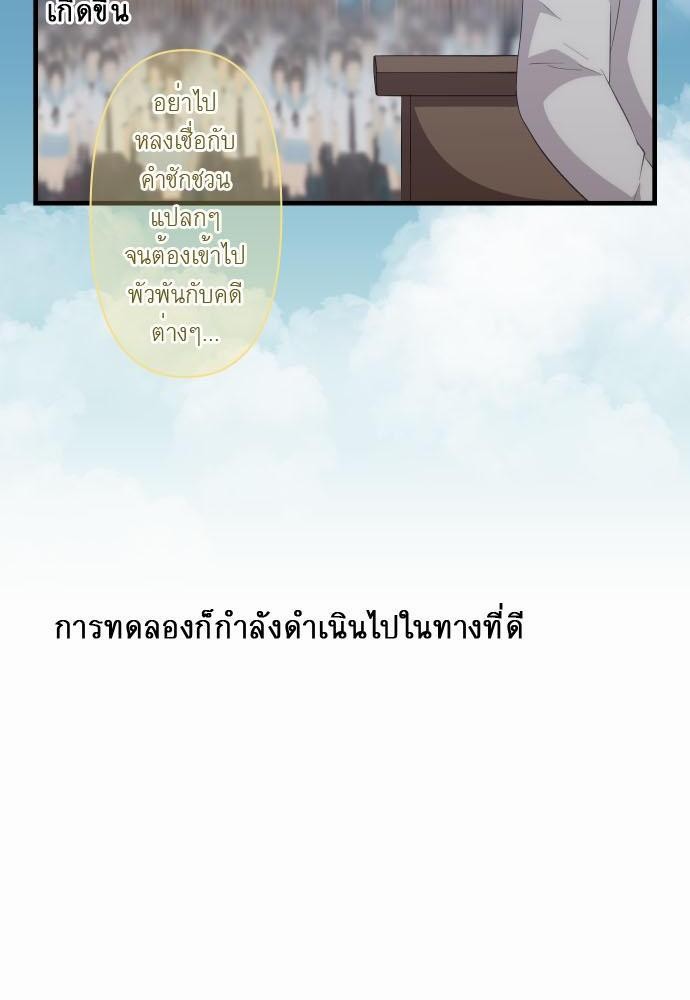 เกิดขึ้น
อย่าไป
หลงเชื่อกับ
คำชักชวน
แปลกๆ
จนต้องเข้าไป
พัวพันกับคดี
ต่างๆ...
การทดลองก็กำลังดำเนินไปในทางที่ดี